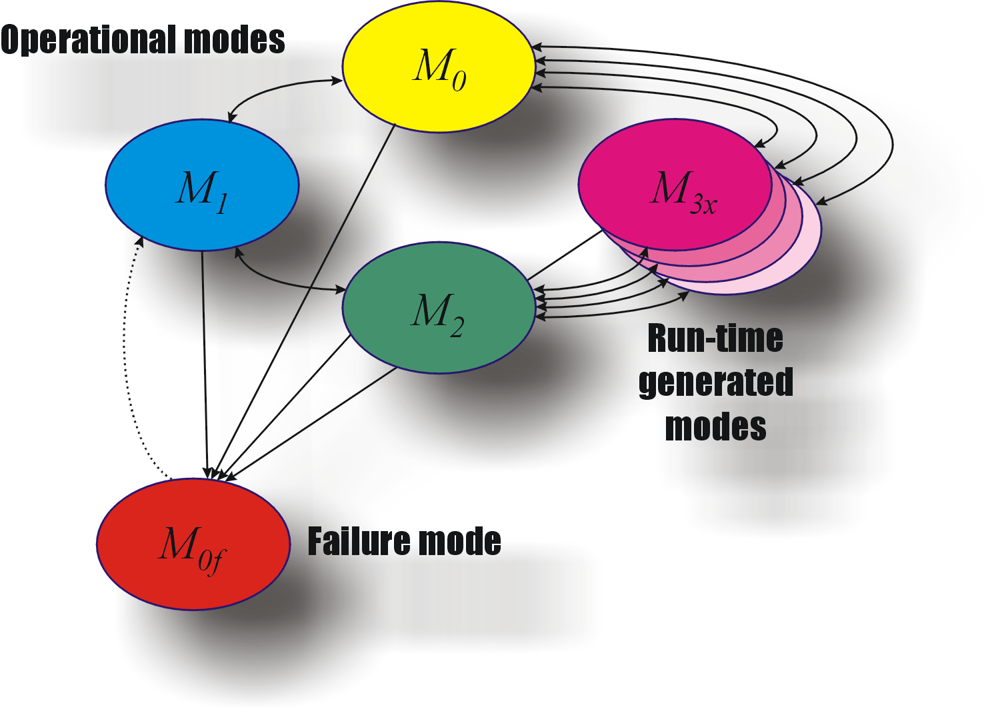 Operational modes
M0
M1
M3x
M2
Run-time
generated
modes
Failure mode
M0f